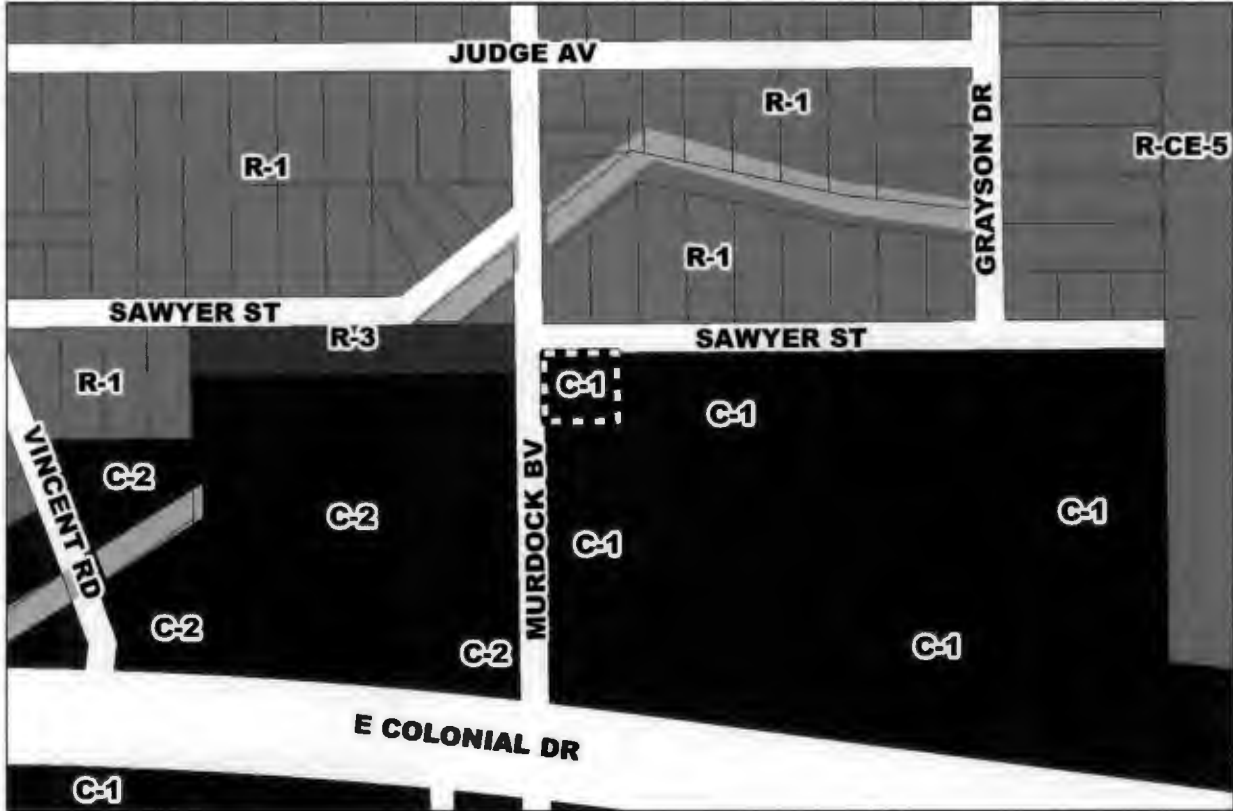 JUDGE AV
R-1
R-1
GRAYSON DR
R-CE-5
R-1
SAWYER ST
R-3
SAWYER ST
R-1
C-1
C-1
VINCENT RD
C-2
C-2
MURDOCK BV
C-1
C-1
C-2
C-2
C-1
E COLONIAL DR
C-1